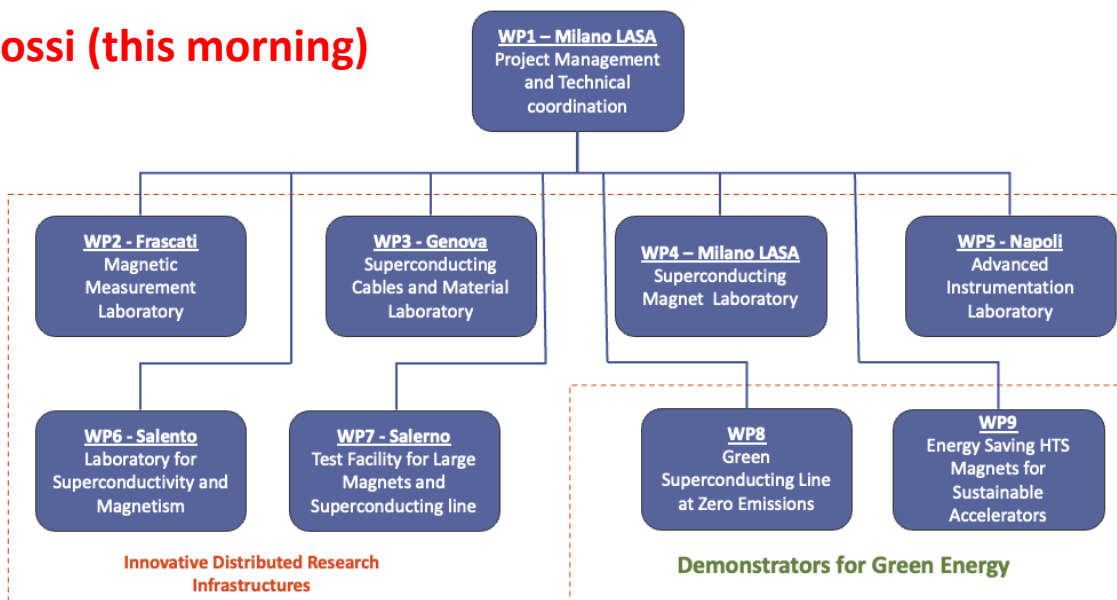 ossi (this morning)
WP1 – Milano LASA
Project Management
and Technical
coordination
WP2 - Frascati
Magnetic
Measurement
Laboratory
WP3 - Genova
Superconducting
Cables and Material
Laboratory
WP4 – Milano LASA
Superconducting
Magnet Laboratory
WP5 - Napoli
Advanced
Instrumentation
Laboratory
WP6 - Salento
Laboratory for
Superconductivity and
Magnetism
WP7 - Salerno
Test Facility for Large
Magnets and
Superconducting line
WP8
Green
Superconducting Line
at Zero Emissions
WP9
Energy Saving HTS
Magnets for
Sustainable
Accelerators
Innovative Distributed Research
Infrastructures
Demonstrators for Green Energy